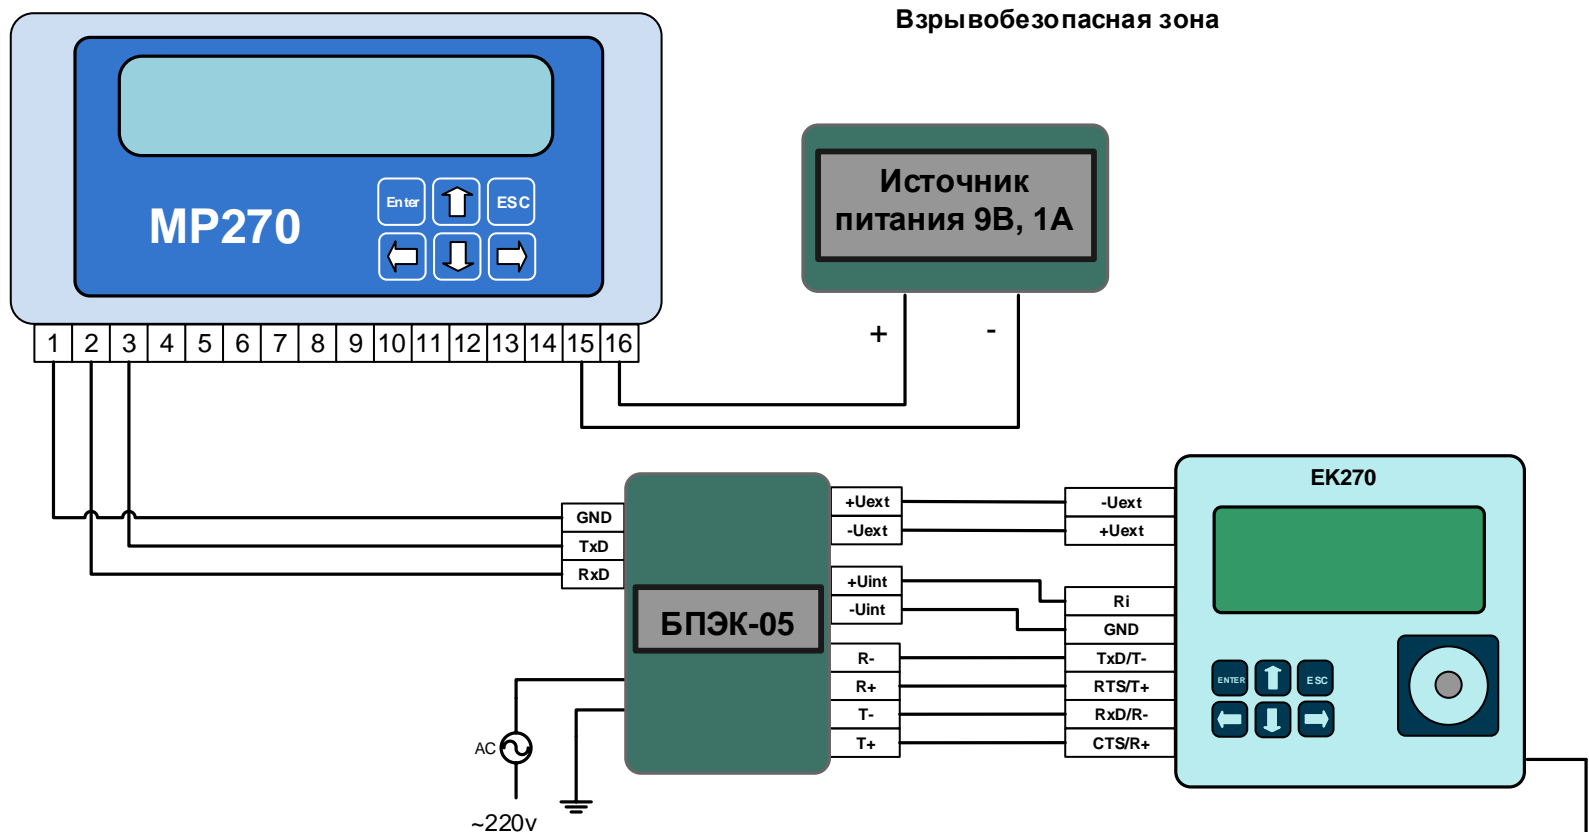 Взрывобезопасная зона
MP270
Enter
ESC
Источник
питания 9В, 1А
+ -
1 2 3 4 5 6 7 8 9 10 11 12 13 14 15 16
GND
TxD
RxD
БПЭК-05
+Uext
-Uext
+Uint
-Uint
R-
R+
T-
T+
-Uext
+Uext
Ri
GND
TxD/T-
RTS/T+
RxD/R-
CTS/R+
EK270
ENTER
ESC
AC
~220v